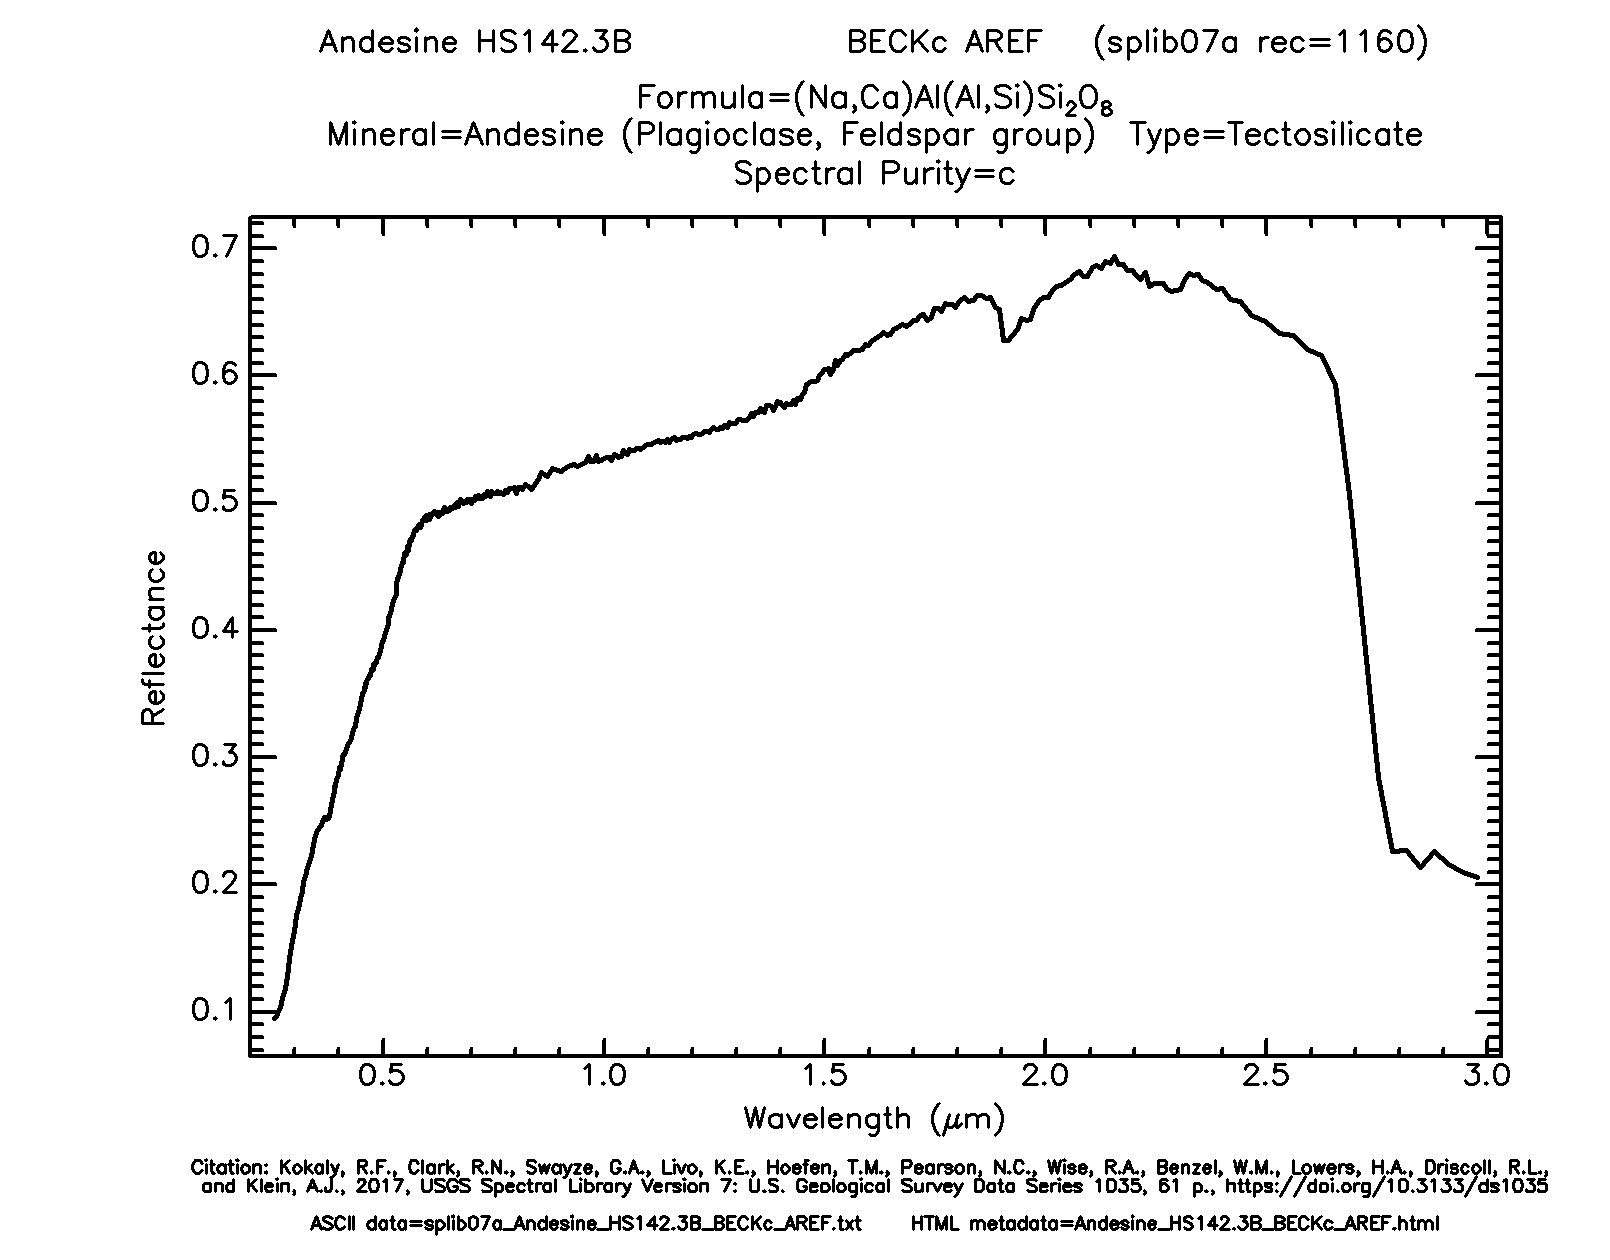 Andesine HS142.3B BECKc AREF (splib07a rec=1160)
Formula=(Na,Ca)Al(Al,Si)Si₂O₈
Mineral=Andesine (Plagioclase, Feldspar group) Type=Tectosilicate
Spectral Purity=c
0.7
0.6
0.5
0.4
0.3
0.2
0.1
Reflectance
0.5 1.0 1.5 2.0 2.5 3.0
Wavelength (μm)
Citation: Kokaly, R.F., Clark, R.N., Swayze, G.A., Livo, K.E., Hoefen, T.M., Pearson, N.C., Wise, R.A., Benzel, W.M., Lowers, H.A., Driscoll, R.L.,
and Klein, A.J., 2017, USGS Spectral Library Version 7: U.S. Geological Survey Data Series 1035, 61 p., https://doi.org/10.3133/ds1035
ASCII data=splib07a_Andesine_HS142.3B_BECKc_AREF.txt HTML metadata=Andesine_HS142.3B_BECKc_AREF.html